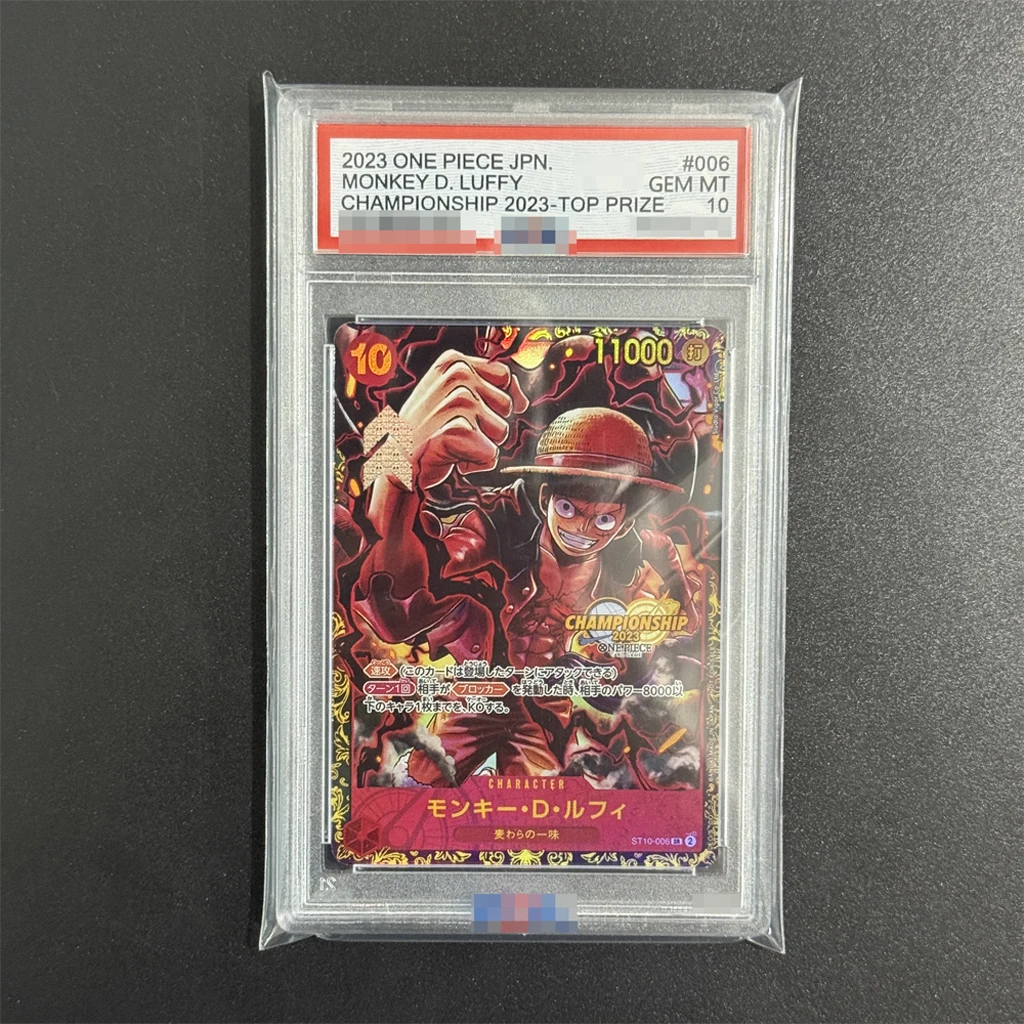 2023 ONE PIECE JPN. #006
MONKEY D. LUFFY GEM MT
CHAMPIONSHIP 2023-TOP PRIZE 10
10
11000 打
CHAMPIONSHIP
2023
ONE PIECE
速攻 (このカードは登場したターンにアタックできる)
ターン1回 相手が ブロッカー を発動した時、相手のパワー8000以
下のキャラ1枚までを、KOする。
CHARACTER
モンキー・D・ルフィ
麦わらの一味
ST10-006 SR 2